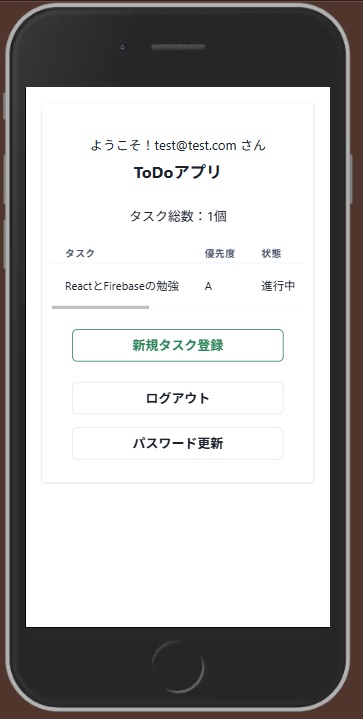 ようこそ！test@test.com さん
ToDoアプリ
タスク総数：1個
タスク 優先度 状態
ReactとFirebaseの勉強 A 進行中
新規タスク登録
ログアウト
パスワード更新